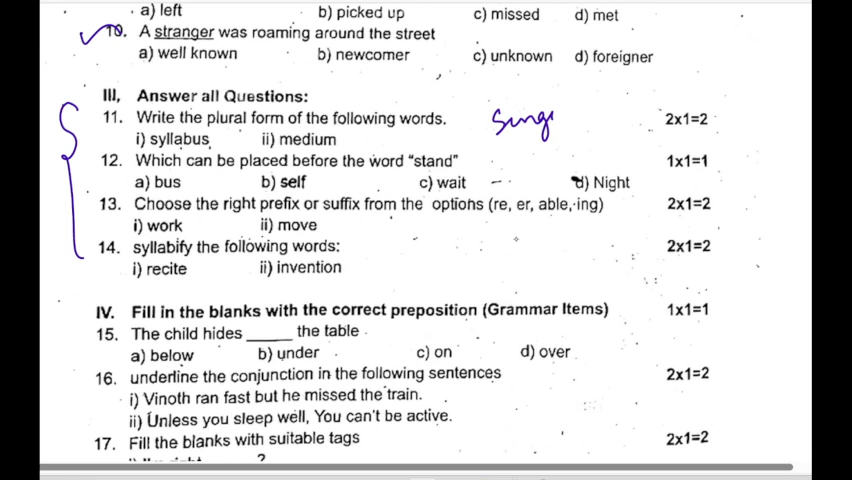 a) left b) picked up c) missed d) met
10. A stranger was roaming around the street
a) well known b) newcomer c) unknown d) foreigner
III, Answer all Questions:
11. Write the plural form of the following words. 2x1=2
i) syllabus ii) medium
12. Which can be placed before the word "stand" 1x1=1
a) bus b) self c) wait d) Night
13. Choose the right prefix or suffix from the options (re, er, able, ing) 2x1=2
i) work ii) move
14. syllabify the following words: 2x1=2
i) recite ii) invention
IV. Fill in the blanks with the correct preposition (Grammar Items) 1x1=1
15. The child hides _____ the table
a) below b) under c) on d) over
16. underline the conjunction in the following sentences 2x1=2
i) Vinoth ran fast but he missed the train.
ii) Unless you sleep well, You can't be active.
17. Fill the blanks with suitable tags 2x1=2